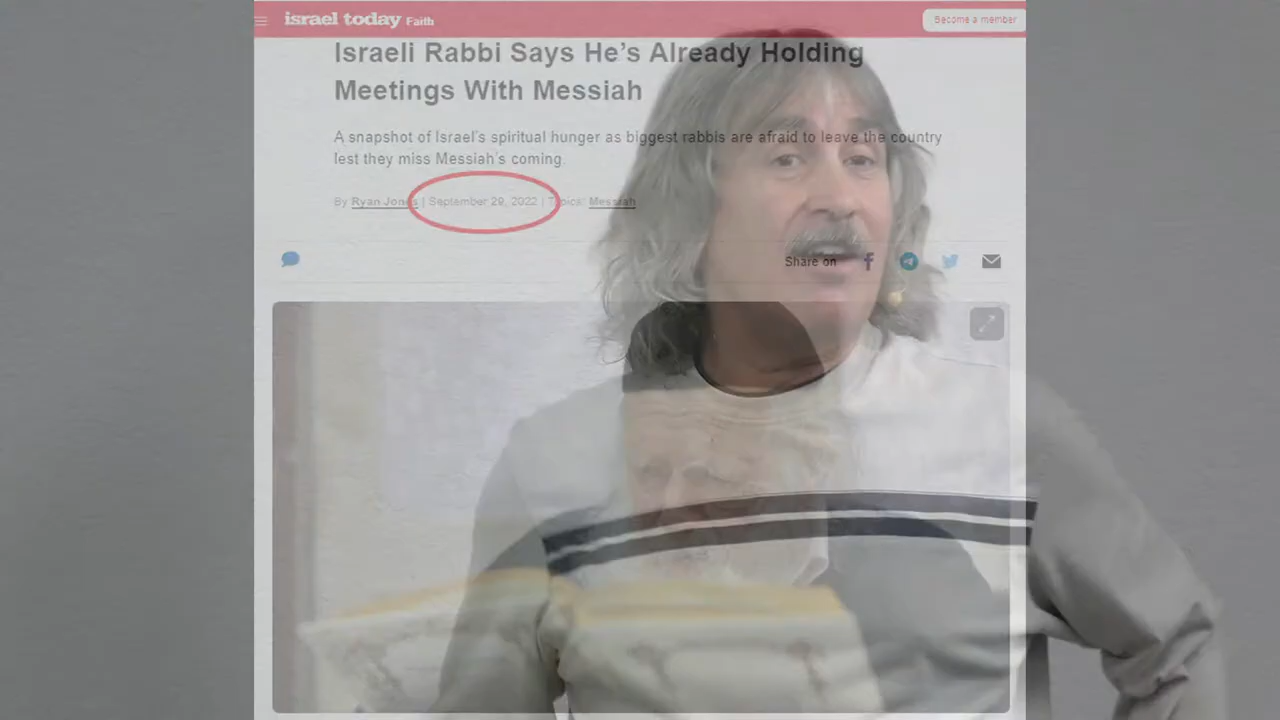 israel today Faith
Become a member
Israeli Rabbi Says He's Already Holding
Meetings With Messiah
A snapshot of Israel's spiritual hunger as biggest rabbis are afraid to leave the country
lest they miss Messiah's coming.
By Ryan Jones | September 29, 2022 | Topics: Messiah
Share on